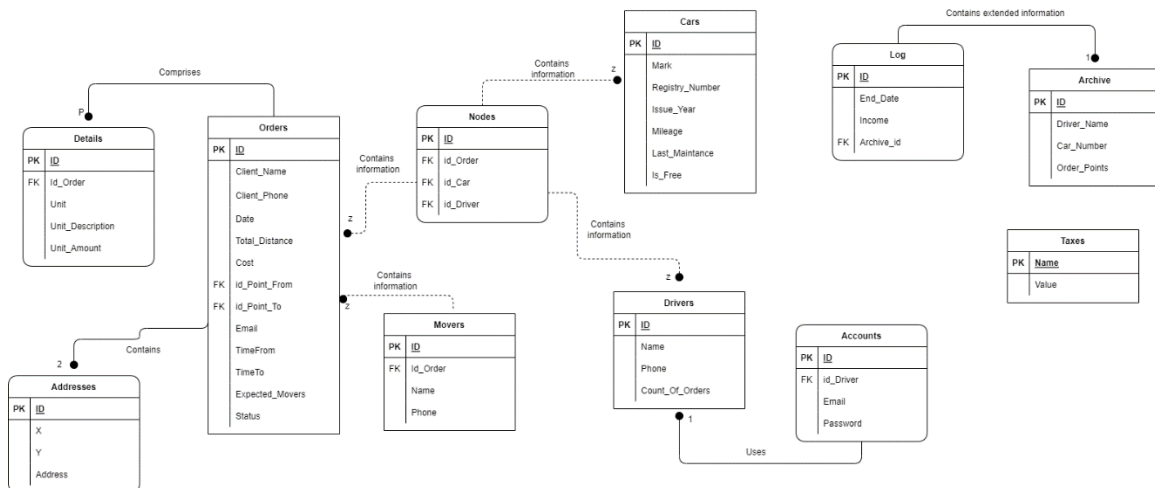 Comprises
P
Details
PK ID
FK Id_Order
Unit
Unit_Description
Unit_Amount
Orders
PK ID
Client_Name
Client_Phone
Date
Total_Distance
Cost
FK id_Point_From
FK id_Point_To
Email
TimeFrom
TimeTo
Expected_Movers
Status
Contains
2
Addresses
PK ID
X
Y
Address
Contains
information
z
Nodes
PK ID
FK id_Order
FK id_Car
FK id_Driver
Contains
information
z
Contains
information
z
Movers
PK ID
FK Id_Order
Name
Phone
Cars
PK ID
Mark
Registry_Number
Issue_Year
Mileage
Last_Maintance
Is_Free
Contains
information
z
Drivers
PK ID
Name
Phone
Count_Of_Orders
1
Uses
Accounts
PK ID
FK id_Driver
Email
Password
Contains extended information
1
Log
PK ID
End_Date
Income
FK Archive_id
Archive
PK ID
Driver_Name
Car_Number
Order_Points
Taxes
PK Name
Value